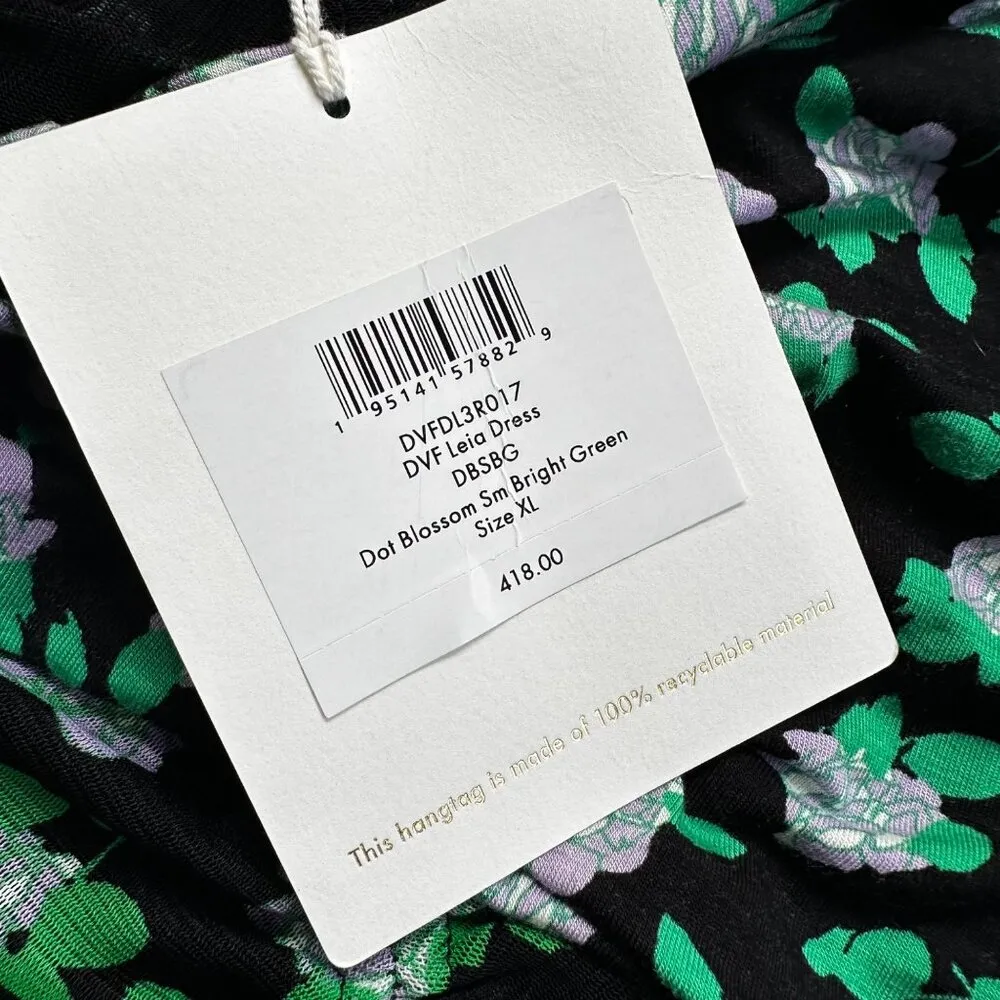 1 95141 57882 9
DVFDL3R017
DVF Leia Dress
DBSBG
Dot Blossom Sm Bright Green
Size XL
418.00
This hangtag is made of 100% recyclable material